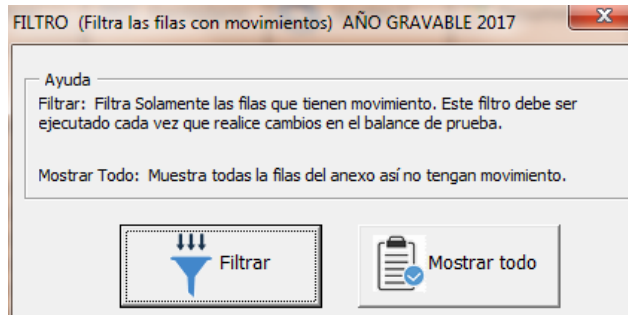 FILTRO (Filtra las filas con movimientos) AÑO GRAVABLE 2017
Ayuda
Filtrar: Filtra Solamente las filas que tienen movimiento. Este filtro debe ser
ejecutado cada vez que realice cambios en el balance de prueba.
Mostrar Todo: Muestra todas la filas del anexo así no tengan movimiento.
Filtrar
Mostrar todo